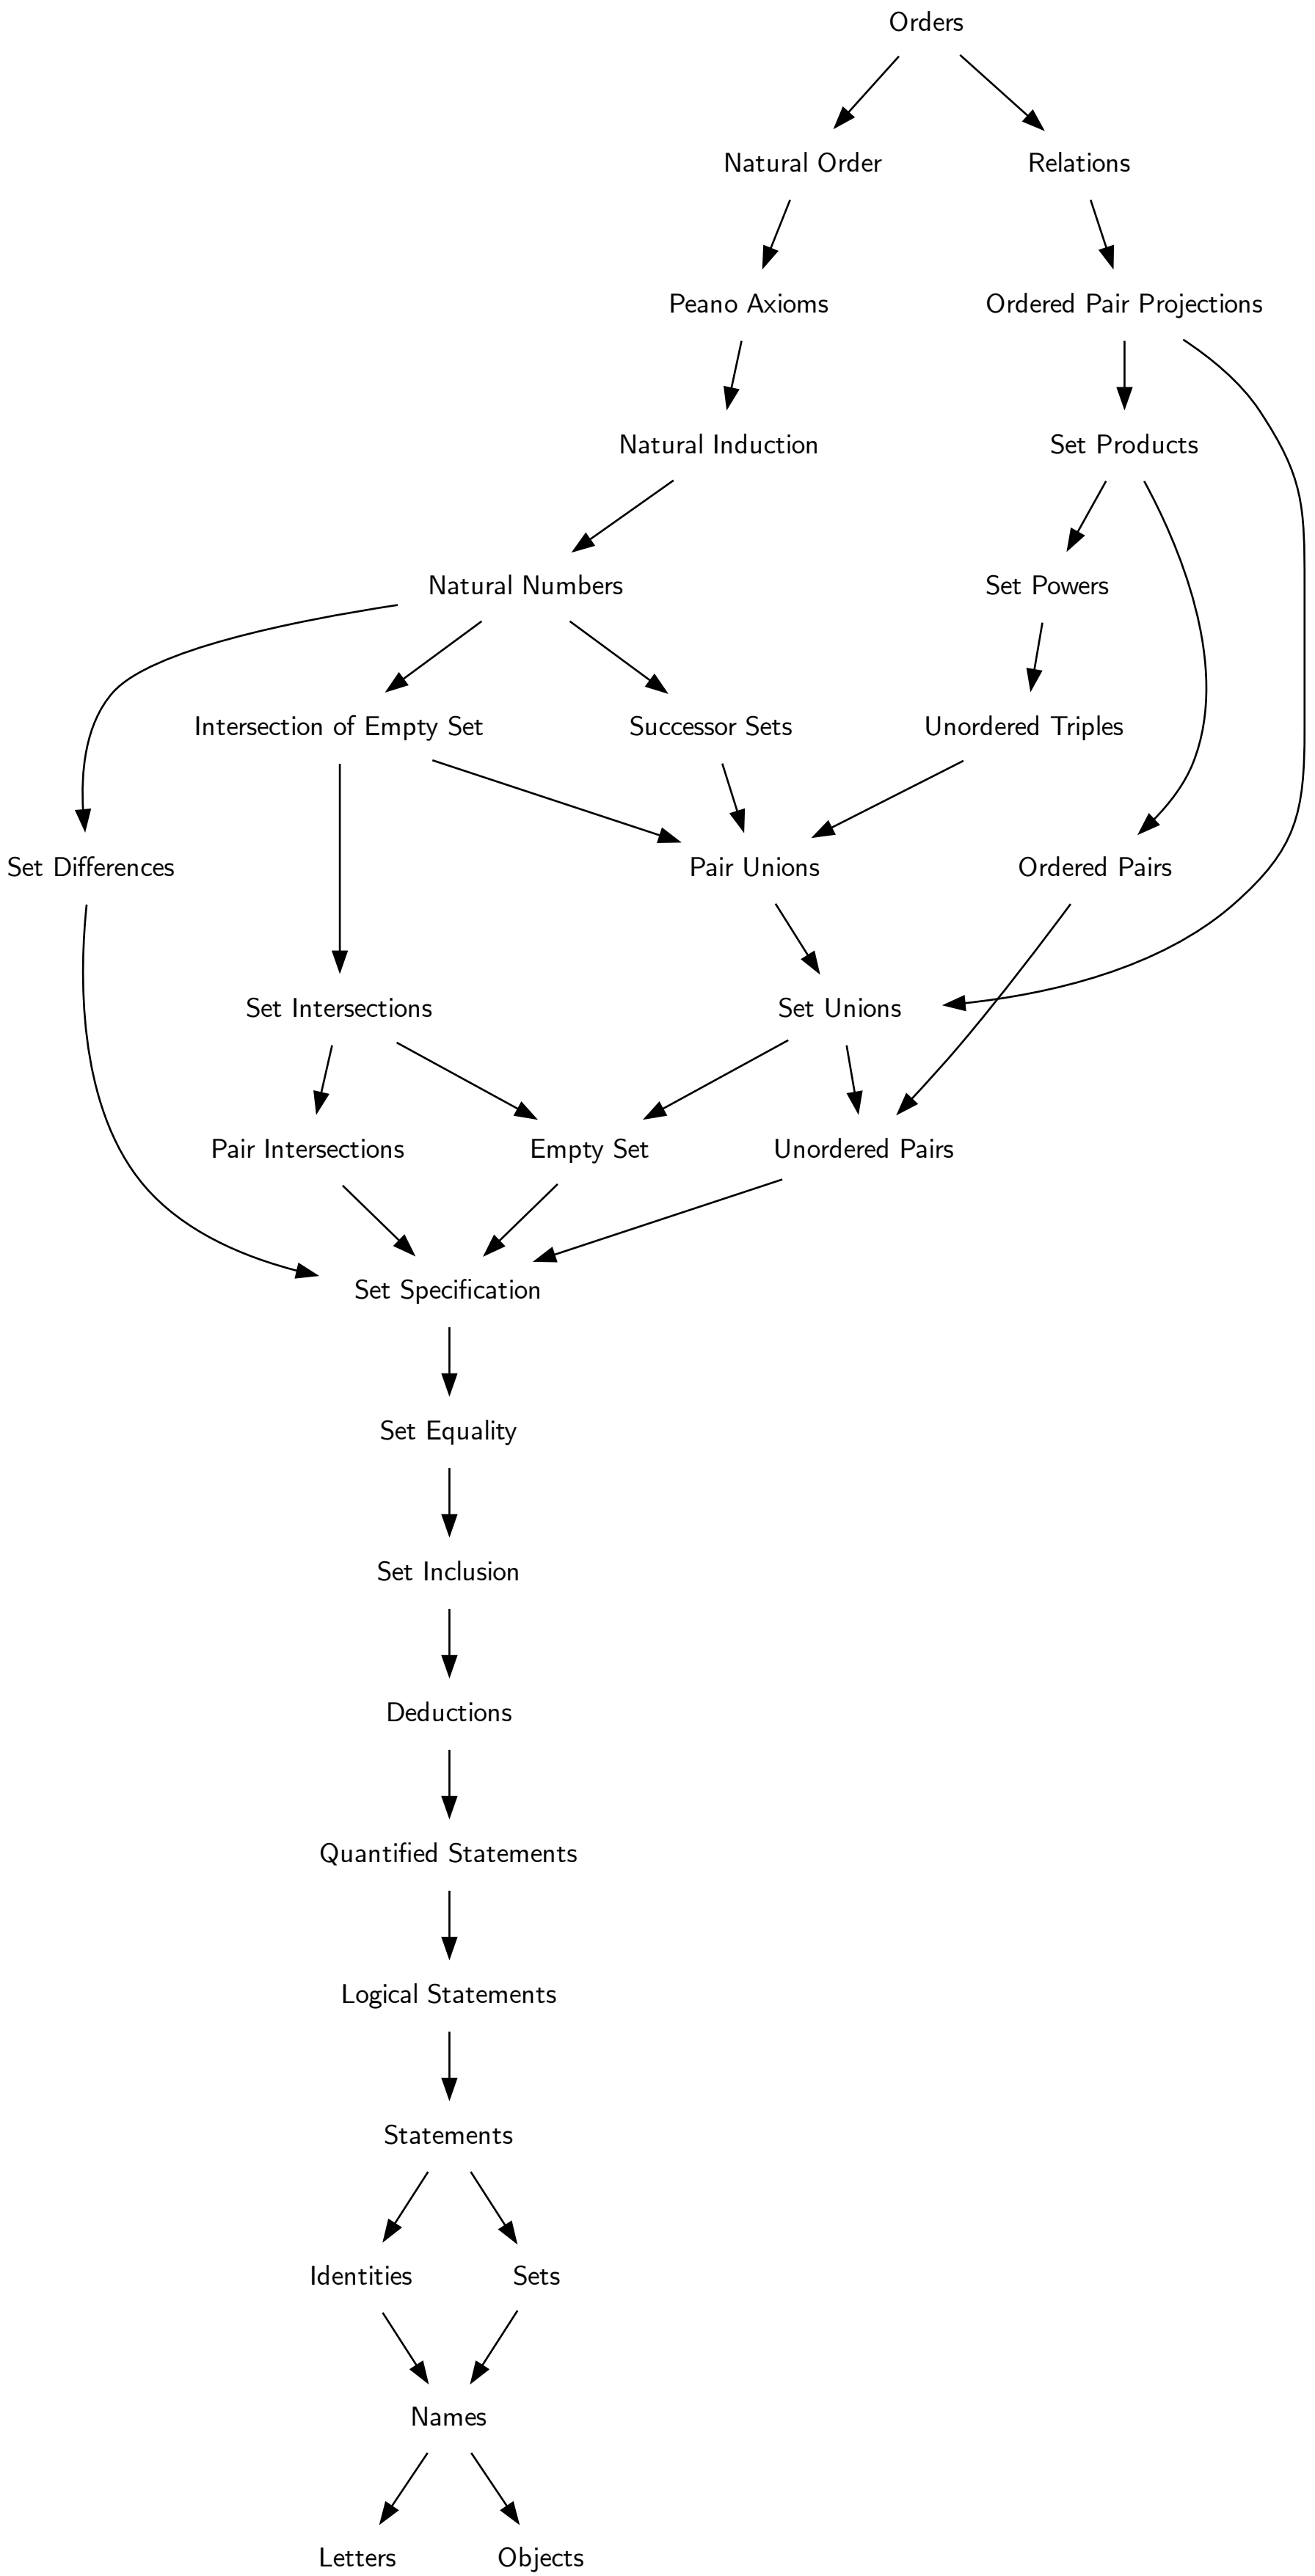 Orders
Natural Order
Relations
Peano Axioms
Ordered Pair Projections
Natural Induction
Set Products
Natural Numbers
Set Powers
Intersection of Empty Set
Successor Sets
Unordered Triples
Set Differences
Pair Unions
Ordered Pairs
Set Intersections
Set Unions
Pair Intersections
Empty Set
Unordered Pairs
Set Specification
Set Equality
Set Inclusion
Deductions
Quantified Statements
Logical Statements
Statements
Identities
Sets
Names
Letters
Objects